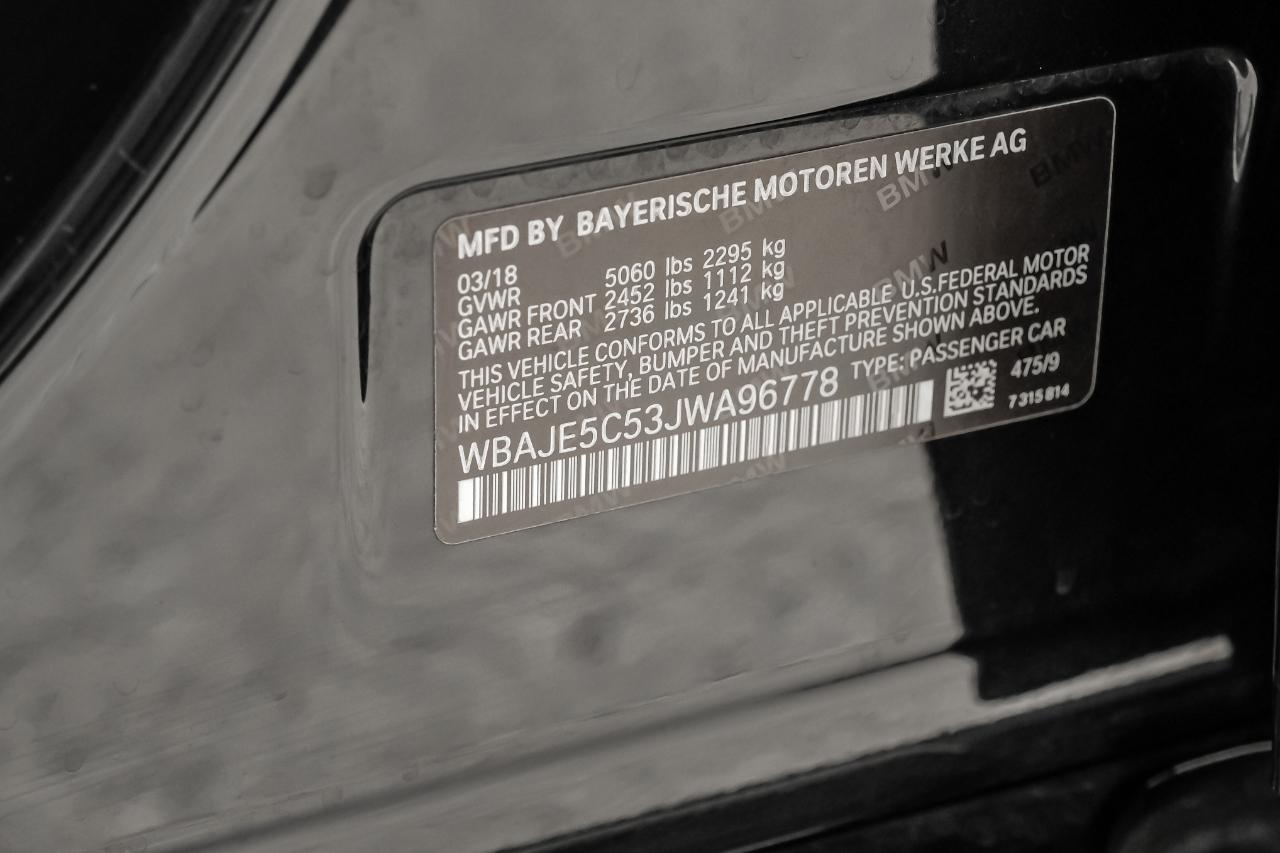 MFD BY BAYERISCHE MOTOREN WERKE AG
03/18
GVWR 5060 lbs 2295 kg
GAWR FRONT 2452 lbs 1112 kg
GAWR REAR 2736 lbs 1241 kg
THIS VEHICLE CONFORMS TO ALL APPLICABLE U.S.FEDERAL MOTOR
VEHICLE SAFETY, BUMPER AND THEFT PREVENTION STANDARDS
IN EFFECT ON THE DATE OF MANUFACTURE SHOWN ABOVE.
WBAJE5C53JWA96778 TYPE: PASSENGER CAR
475/9
7 315 814